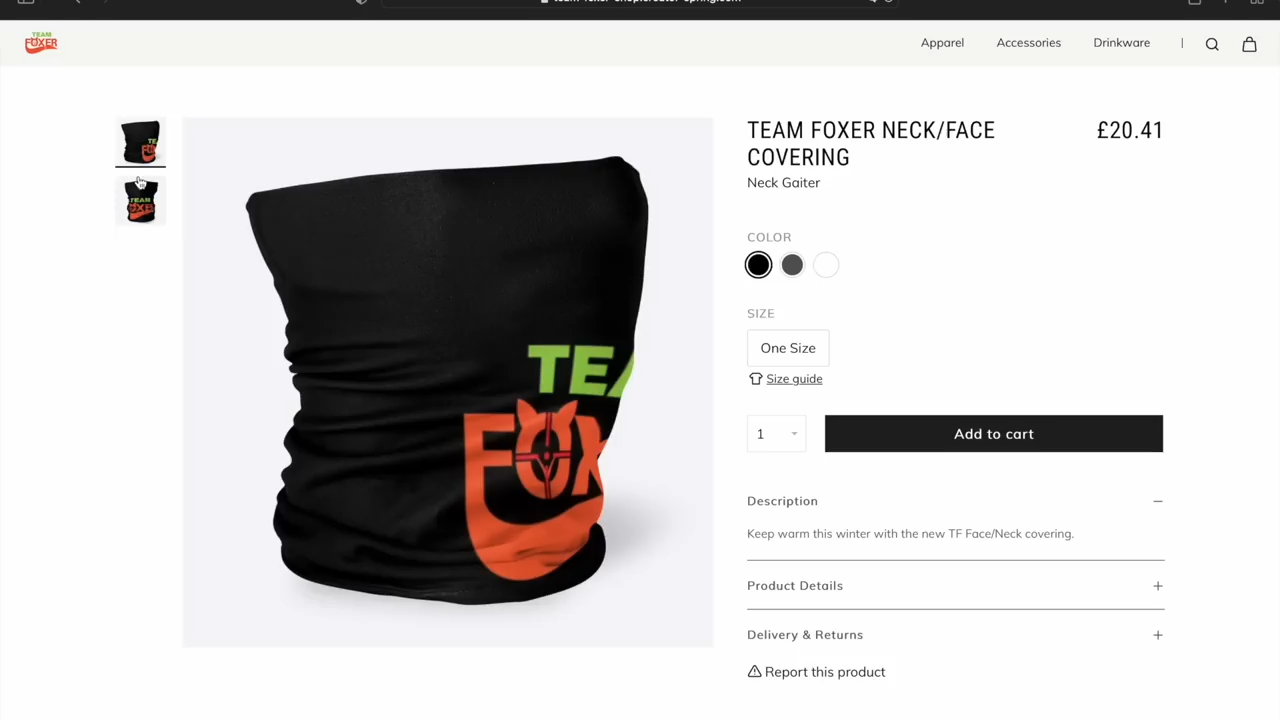 TEAM
FOXER
Apparel
Accessories
Drinkware
TEAM FOXER NECK/FACE
COVERING
£20.41
Neck Gaiter
COLOR
SIZE
One Size
Size guide
1
Add to cart
Description
Keep warm this winter with the new TF Face/Neck covering.
Product Details
Delivery & Returns
Report this product
TEA
FOX
TEAM
FOXER